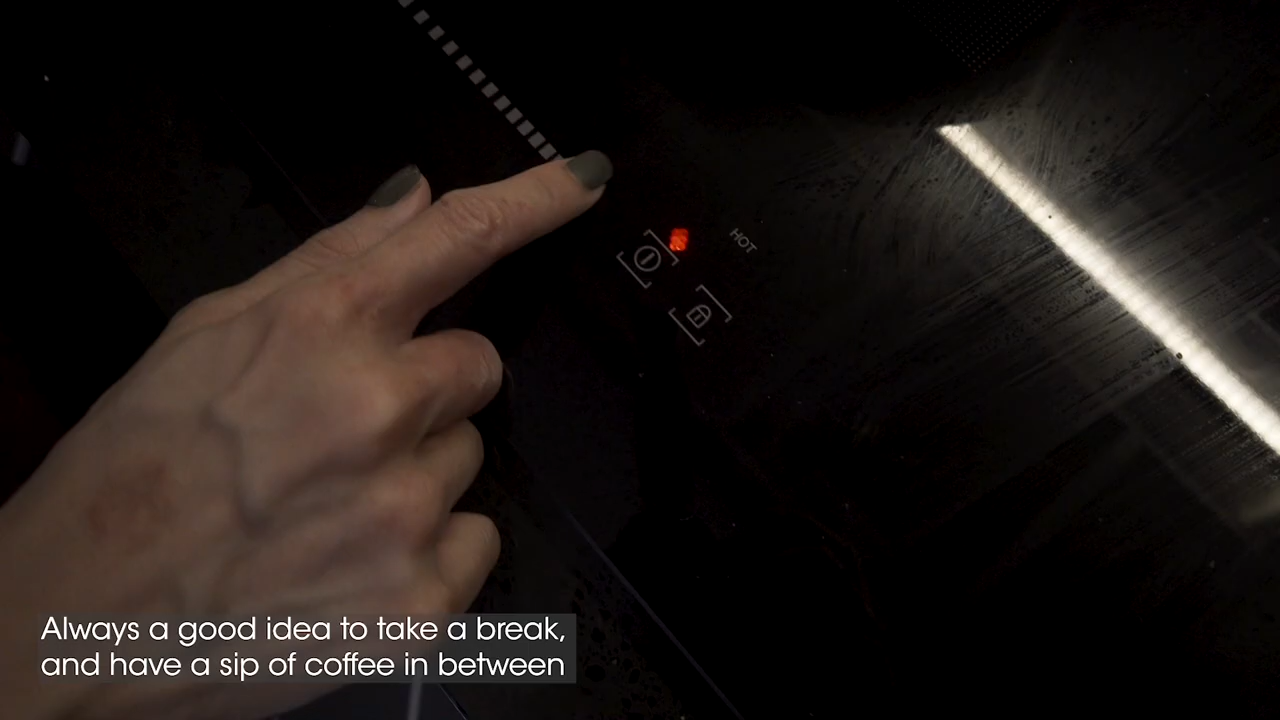 HOT
Always a good idea to take a break,
and have a sip of coffee in between